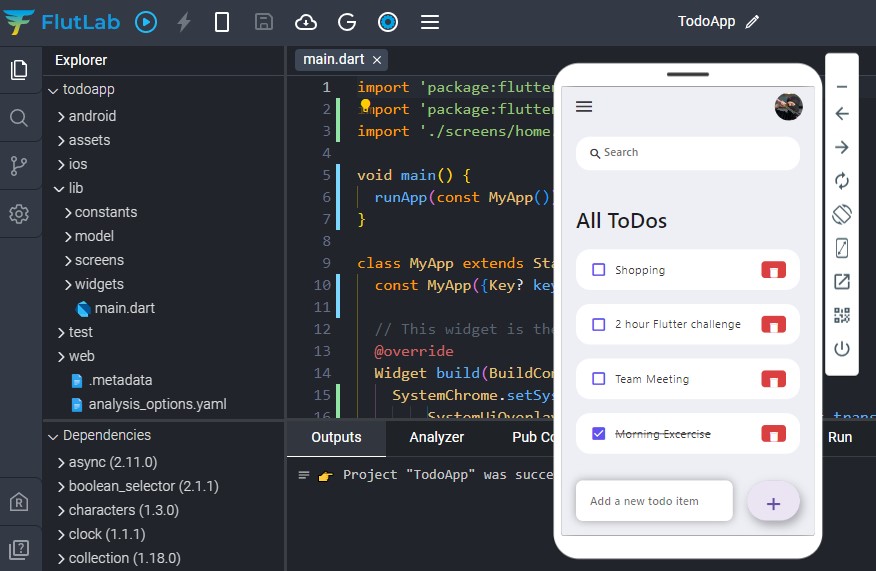 FlutLab
TodoApp
Explorer
todoapp
android
assets
ios
lib
constants
model
screens
widgets
main.dart
test
web
.metadata
analysis_options.yaml
Dependencies
async (2.11.0)
boolean_selector (2.1.1)
characters (1.3.0)
clock (1.1.1)
collection (1.18.0)
main.dart ×
1 import 'package:flutter
2 import 'package:flutter
3 import './screens/home
4
5 void main() {
6 runApp(const MyApp()
7 }
8
9 class MyApp extends Sta
10 const MyApp({Key? key
11
12 // This widget is the
13 @override
14 Widget build(BuildCon
15 SystemChrome.setSys
16 SystemUiOverlay
trans
Outputs Analyzer Pub Co Run
Project "TodoApp" was succe
Search
All ToDos
Shopping
2 hour Flutter challenge
Team Meeting
Morning Excercise
Add a new todo item
+